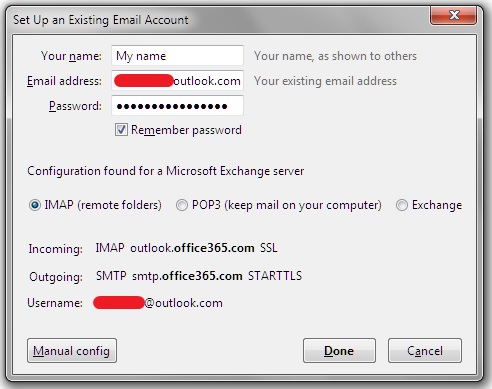 Set Up an Existing Email Account
Your name: My name Your name, as shown to others
Email address: outlook.com Your existing email address
Password: ••••••••••••••••
Remember password
Configuration found for a Microsoft Exchange server
IMAP (remote folders) POP3 (keep mail on your computer) Exchange
Incoming: IMAP outlook.office365.com SSL
Outgoing: SMTP smtp.office365.com STARTTLS
Username: @outlook.com
Manual config Done Cancel